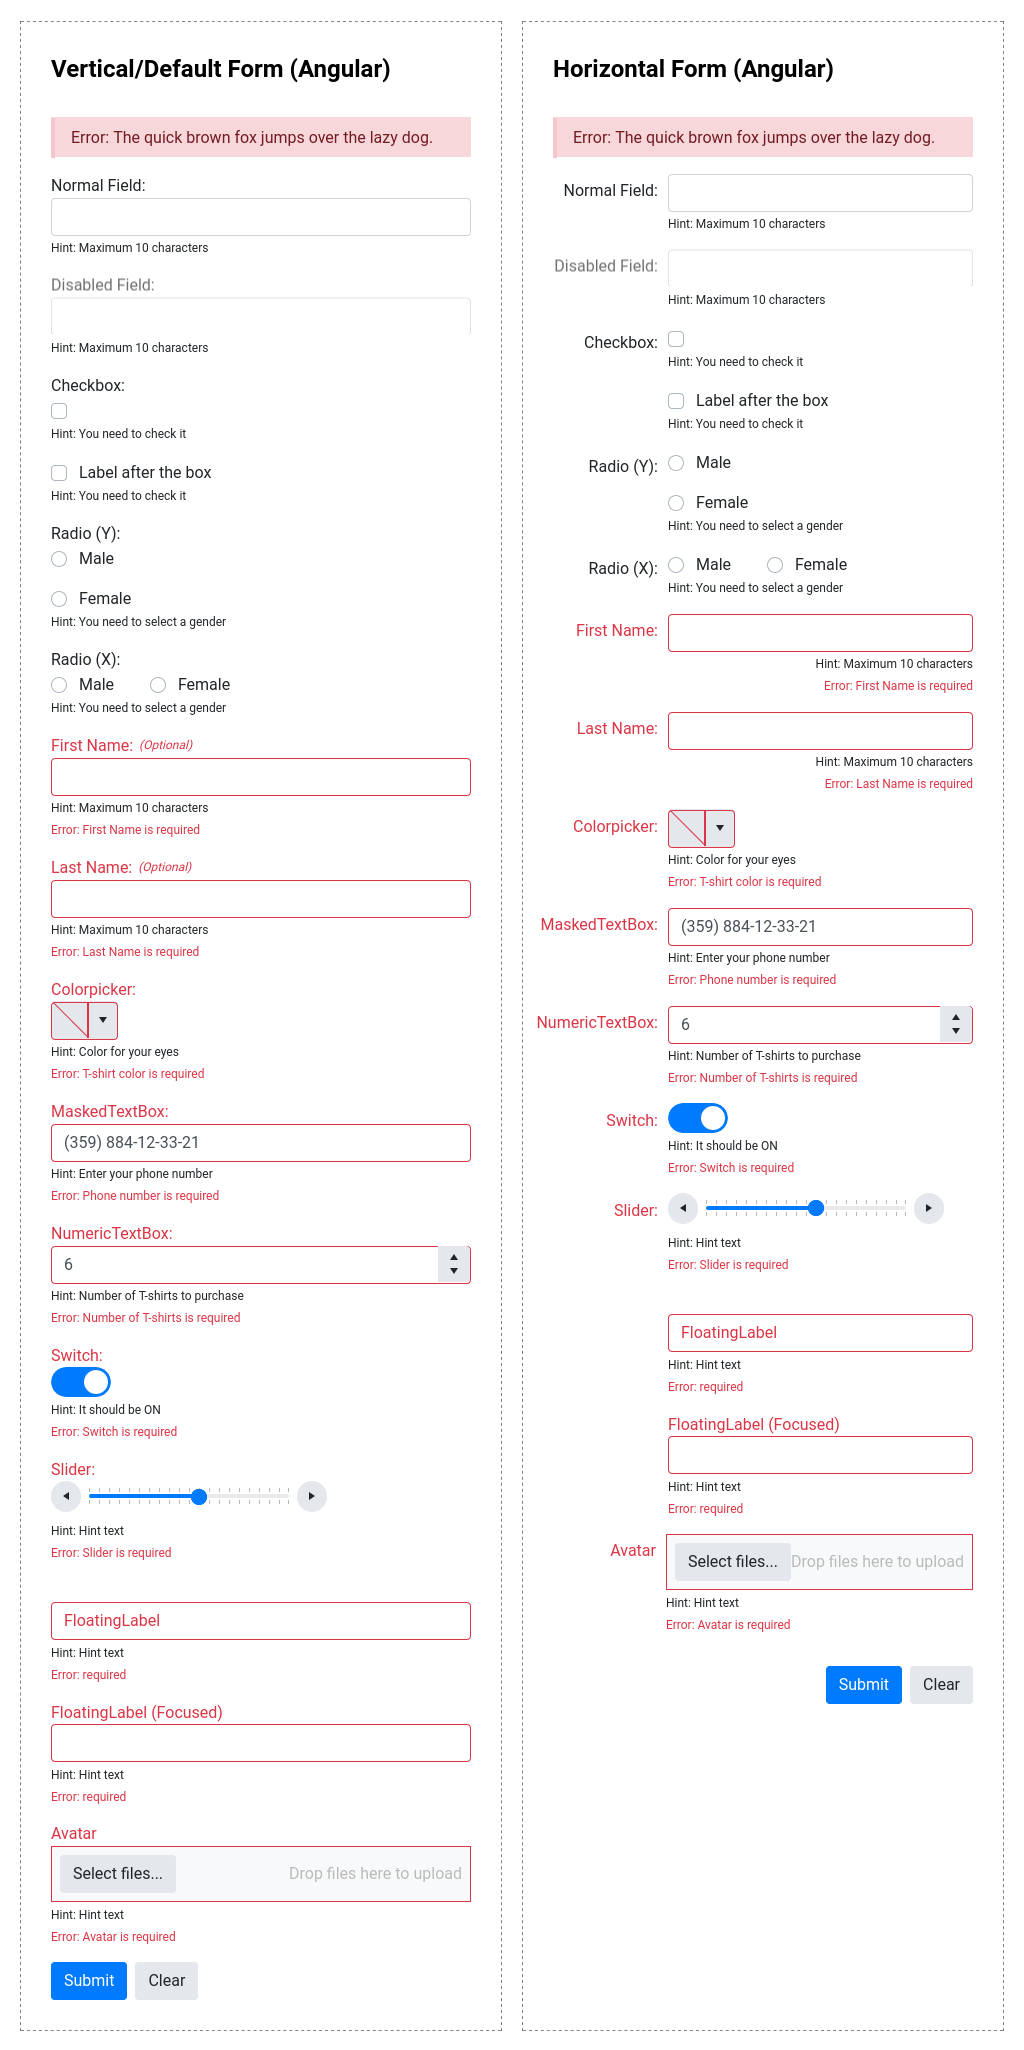 Vertical/Default Form (Angular)
Error: The quick brown fox jumps over the lazy dog.
Normal Field:
Hint: Maximum 10 characters
Disabled Field:
Hint: Maximum 10 characters
Checkbox:
Hint: You need to check it
Label after the box
Hint: You need to check it
Radio (Y):
Male
Female
Hint: You need to select a gender
Radio (X):
Male Female
Hint: You need to select a gender
First Name: (Optional)
Hint: Maximum 10 characters
Error: First Name is required
Last Name: (Optional)
Hint: Maximum 10 characters
Error: Last Name is required
Colorpicker:
Hint: Color for your eyes
Error: T-shirt color is required
MaskedTextBox:
(359) 884-12-33-21
Hint: Enter your phone number
Error: Phone number is required
NumericTextBox:
6
Hint: Number of T-shirts to purchase
Error: Number of T-shirts is required
Switch:
Hint: It should be ON
Error: Switch is required
Slider:
Hint: Hint text
Error: Slider is required
FloatingLabel
Hint: Hint text
Error: required
FloatingLabel (Focused)
Hint: Hint text
Error: required
Avatar
Select files... Drop files here to upload
Hint: Hint text
Error: Avatar is required
Submit Clear
Horizontal Form (Angular)
Error: The quick brown fox jumps over the lazy dog.
Normal Field:
Hint: Maximum 10 characters
Disabled Field:
Hint: Maximum 10 characters
Checkbox:
Hint: You need to check it
Label after the box
Hint: You need to check it
Radio (Y): Male
Female
Hint: You need to select a gender
Radio (X): Male Female
Hint: You need to select a gender
First Name:
Hint: Maximum 10 characters
Error: First Name is required
Last Name:
Hint: Maximum 10 characters
Error: Last Name is required
Colorpicker:
Hint: Color for your eyes
Error: T-shirt color is required
MaskedTextBox: (359) 884-12-33-21
Hint: Enter your phone number
Error: Phone number is required
NumericTextBox: 6
Hint: Number of T-shirts to purchase
Error: Number of T-shirts is required
Switch:
Hint: It should be ON
Error: Switch is required
Slider:
Hint: Hint text
Error: Slider is required
FloatingLabel
Hint: Hint text
Error: required
FloatingLabel (Focused)
Hint: Hint text
Error: required
Avatar Select files... Drop files here to upload
Hint: Hint text
Error: Avatar is required
Submit Clear